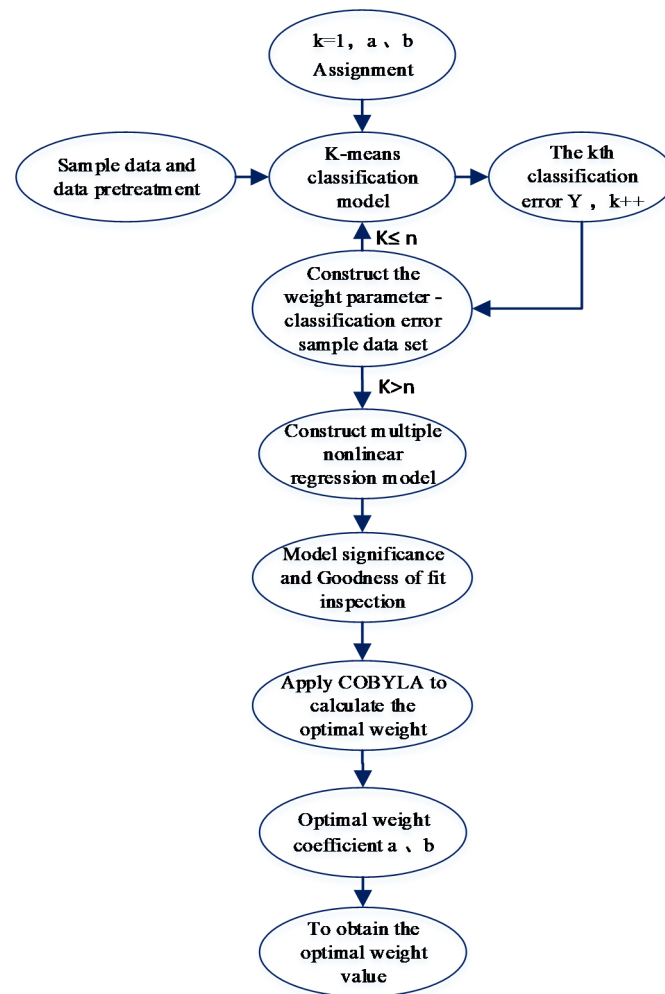 k=1, a 、b
Assignment
Sample data and
data pretreatment
K-means
classification
model
The kth
classification
error Y , k++
K≤ n
Construct the
weight parameter -
classification error
sample data set
K>n
Construct multiple
nonlinear
regression model
Model significance
and Goodness of fit
inspection
Apply COBYLA to
calculate the
optimal weight
Optimal weight
coefficient a 、b
To obtain the
optimal weight
value